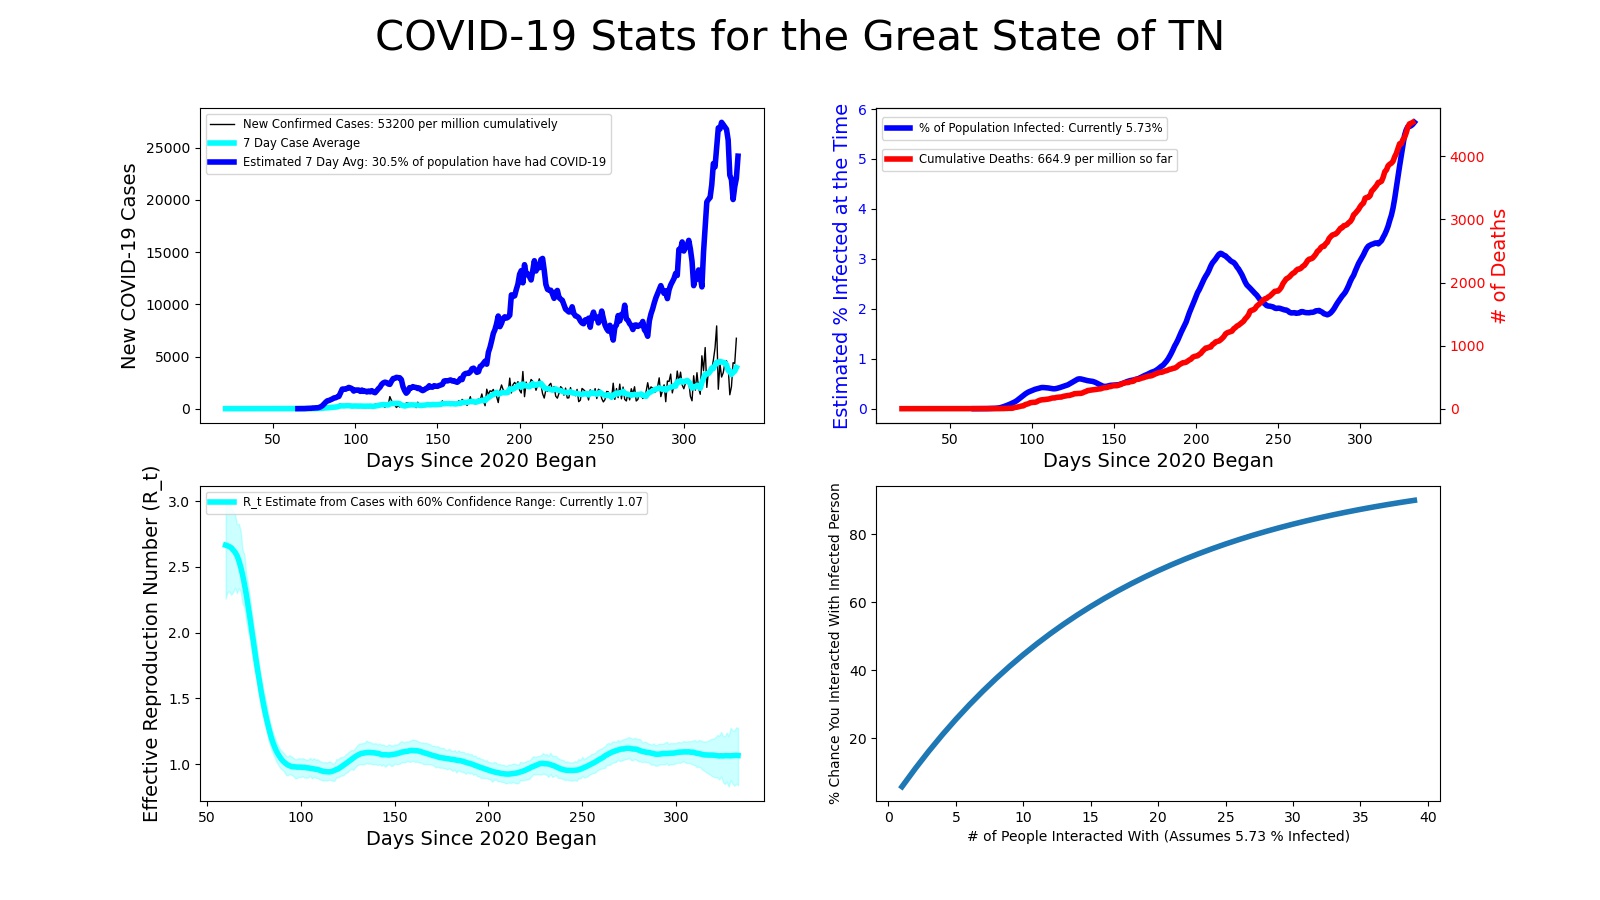 COVID-19 Stats for the Great State of TN
New COVID-19 Cases
25000
20000
15000
10000
5000
0
New Confirmed Cases: 53200 per million cumulatively
7 Day Case Average
Estimated 7 Day Avg: 30.5% of population have had COVID-19
50 100 150 200 250 300
Days Since 2020 Began
Estimated % Infected at the Time
6
5
4
3
2
1
0
% of Population Infected: Currently 5.73%
Cumulative Deaths: 664.9 per million so far
4000
3000
2000
1000
0
# of Deaths
50 100 150 200 250 300
Days Since 2020 Began
Effective Reproduction Number (R_t)
3.0
2.5
2.0
1.5
1.0
R_t Estimate from Cases with 60% Confidence Range: Currently 1.07
50 100 150 200 250 300
Days Since 2020 Began
% Chance You Interacted With Infected Person
80
60
40
20
0 5 10 15 20 25 30 35 40
# of People Interacted With (Assumes 5.73 % Infected)